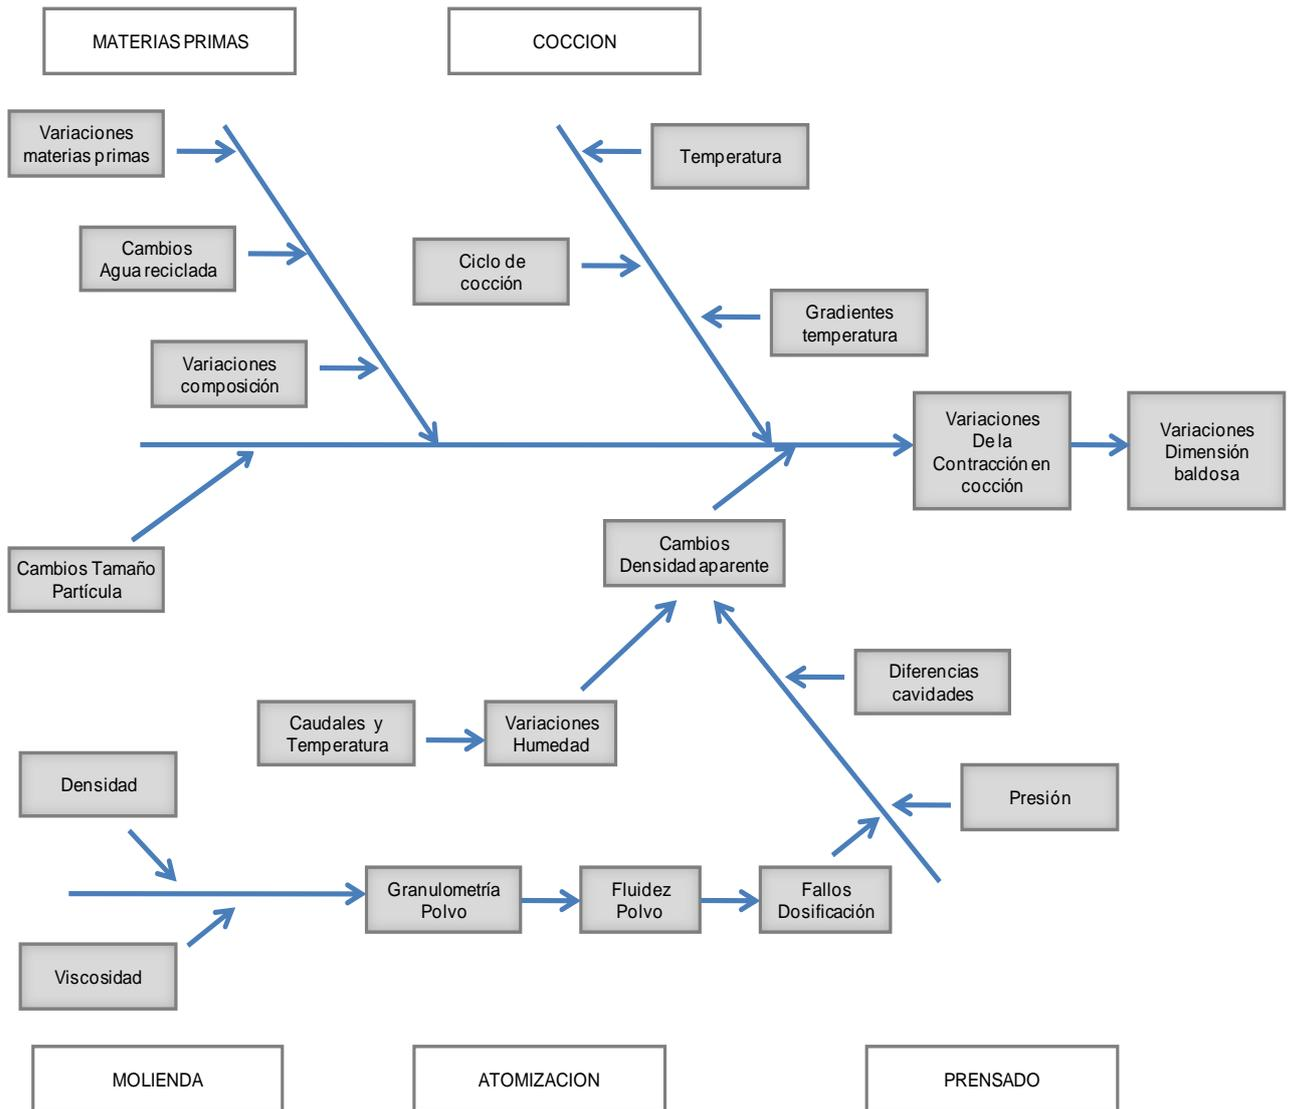 MATERIAS PRIMAS
COCCION
Variaciones
materias primas
Temperatura
Cambios
Agua reciclada
Ciclo de
cocción
Gradientes
temperatura
Variaciones
composición
Variaciones
De la
Contracción en
cocción
Variaciones
Dimensión
baldosa
Cambios Tamaño
Partícula
Cambios
Densidad aparente
Diferencias
cavidades
Caudales y
Temperatura
Variaciones
Humedad
Densidad
Presión
Granulometría
Polvo
Fluidez
Polvo
Fallos
Dosificación
Viscosidad
MOLIENDA
ATOMIZACION
PRENSADO